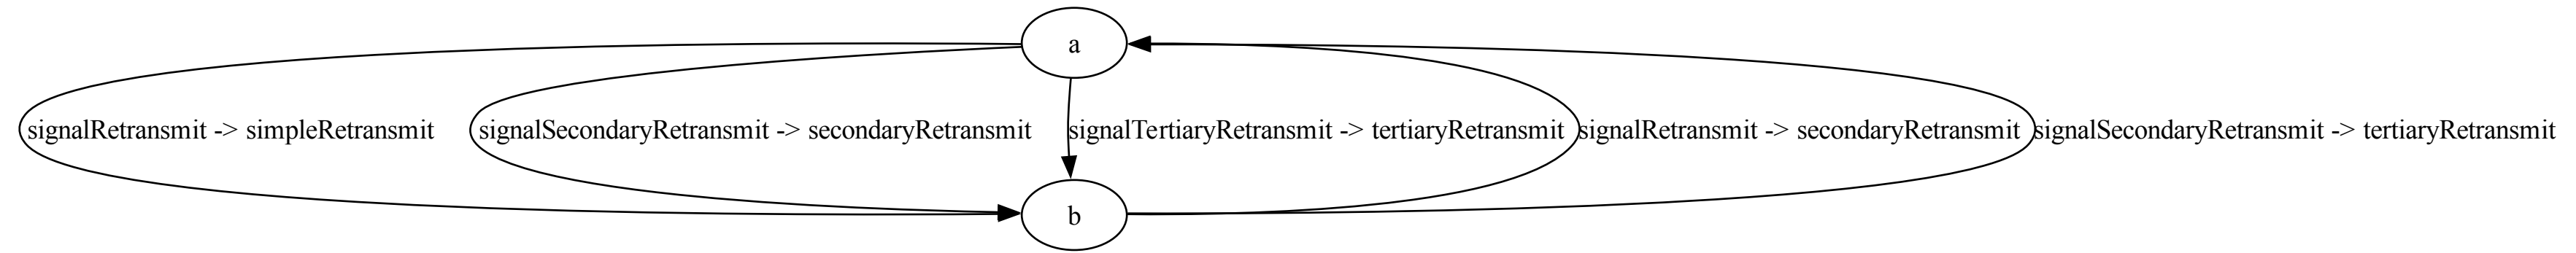 a
signalRetransmit -> simpleRetransmit
signalSecondaryRetransmit -> secondaryRetransmit
signalTertiaryRetransmit -> tertiaryRetransmit
signalRetransmit -> secondaryRetransmit
signalSecondaryRetransmit -> tertiaryRetransmit
b